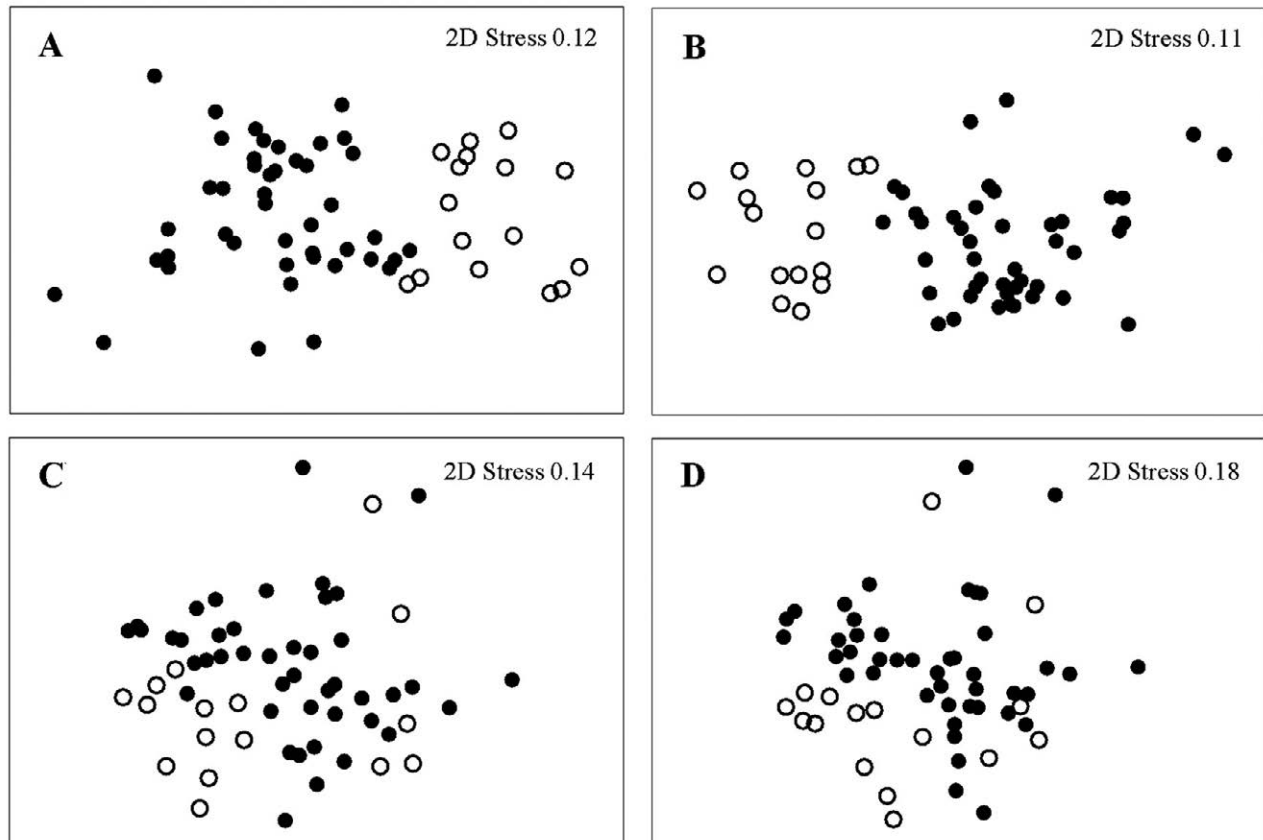 A
2D Stress 0.12
B
2D Stress 0.11
C
2D Stress 0.14
D
2D Stress 0.18